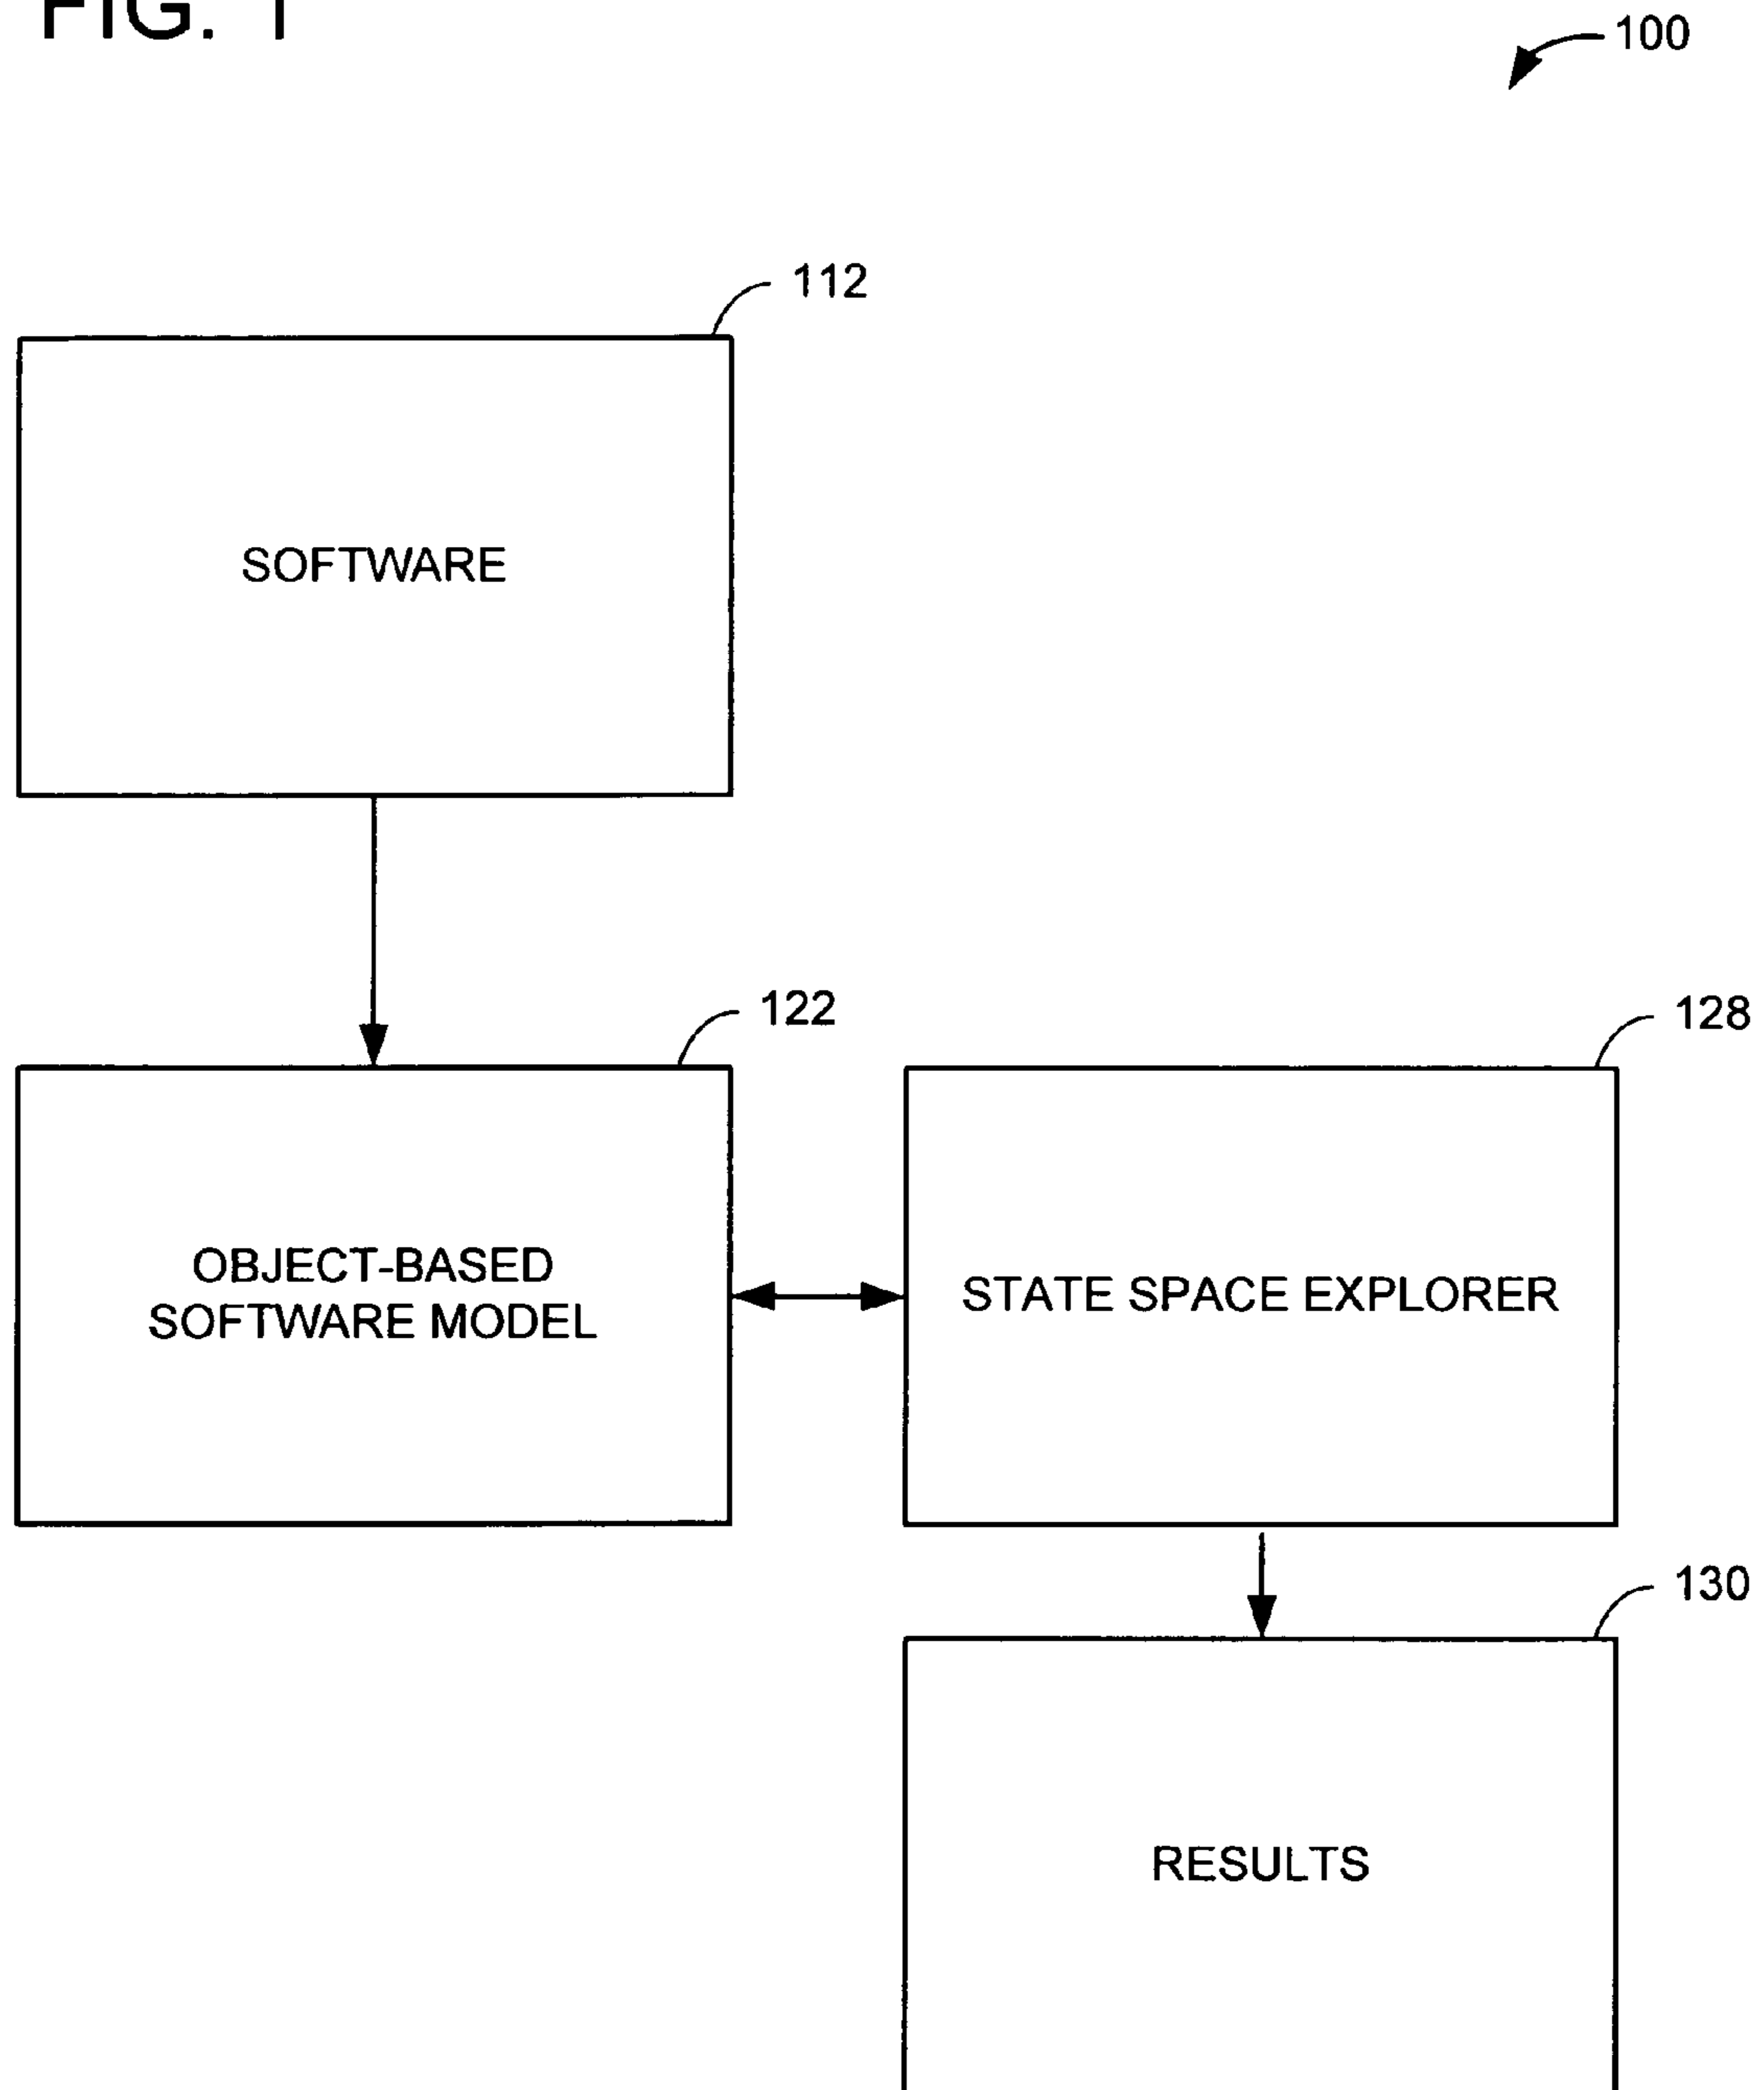 FIG. 1
100
112
SOFTWARE
122
128
OBJECT-BASED
SOFTWARE MODEL
STATE SPACE EXPLORER
130
RESULTS